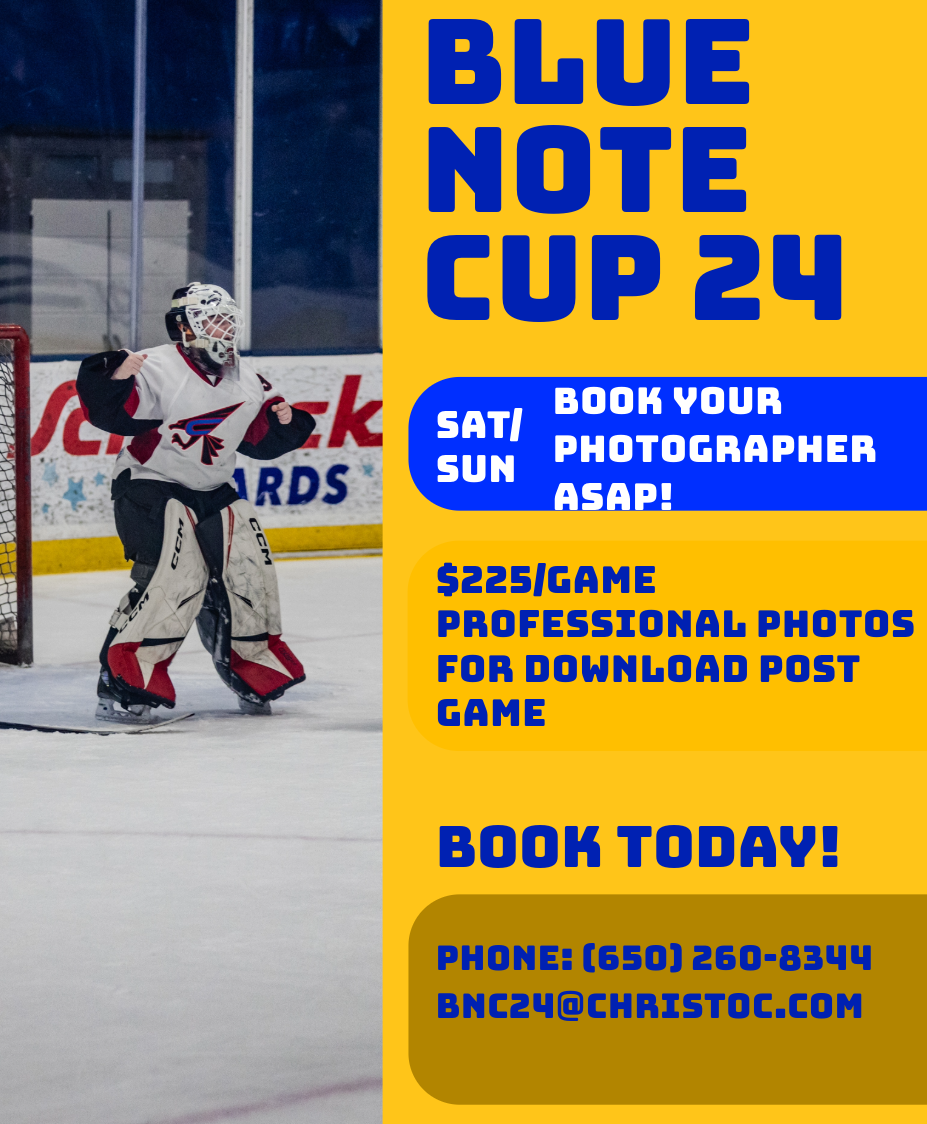 BLUE
NOTE
CUP 24
SAT/
SUN
BOOK YOUR
PHOTOGRAPHER
ASAP!
$225/GAME
PROFESSIONAL PHOTOS
FOR DOWNLOAD POST
GAME
BOOK TODAY!
PHONE: (650) 260-8344
BNC24@CHRISTOC.COM
ARDS
CCM
CCM
CCM